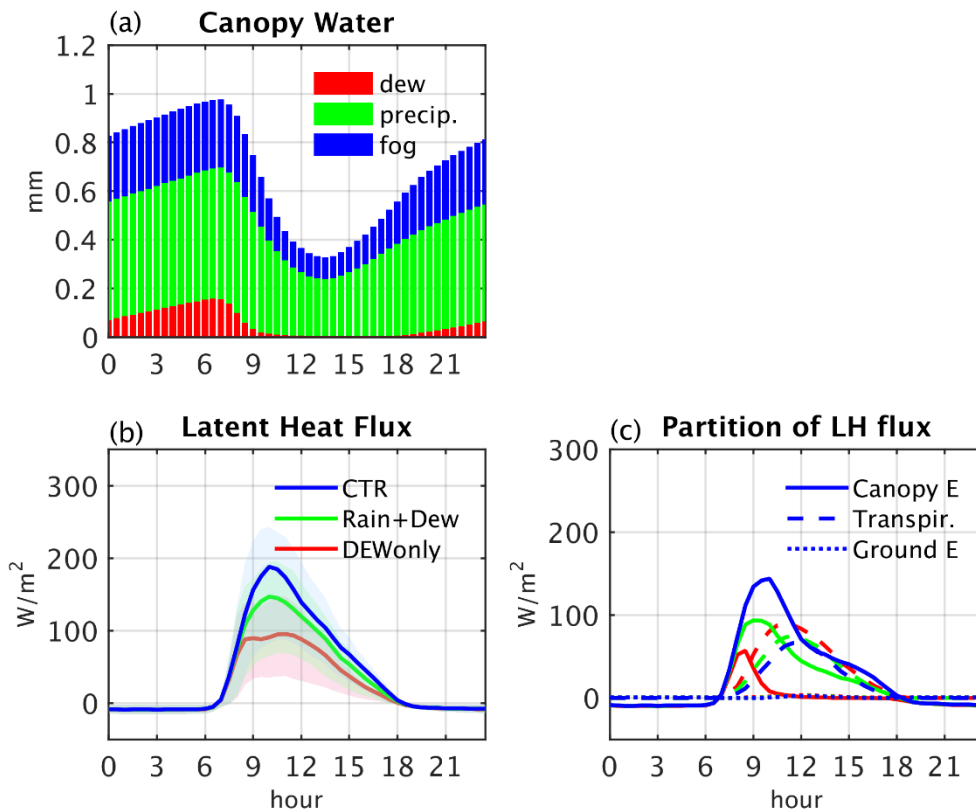 (a) Canopy Water
1.2
1
0.8
0.6
0.4
0.2
0
mm
dew
precip.
fog
0 3 6 9 12 15 18 21
(b) Latent Heat Flux
300
200
100
0
W/m²
CTR
Rain+Dew
DEWonly
0 3 6 9 12 15 18 21
hour
(c) Partition of LH flux
300
200
100
0
W/m²
Canopy E
Transpir.
Ground E
0 3 6 9 12 15 18 21
hour